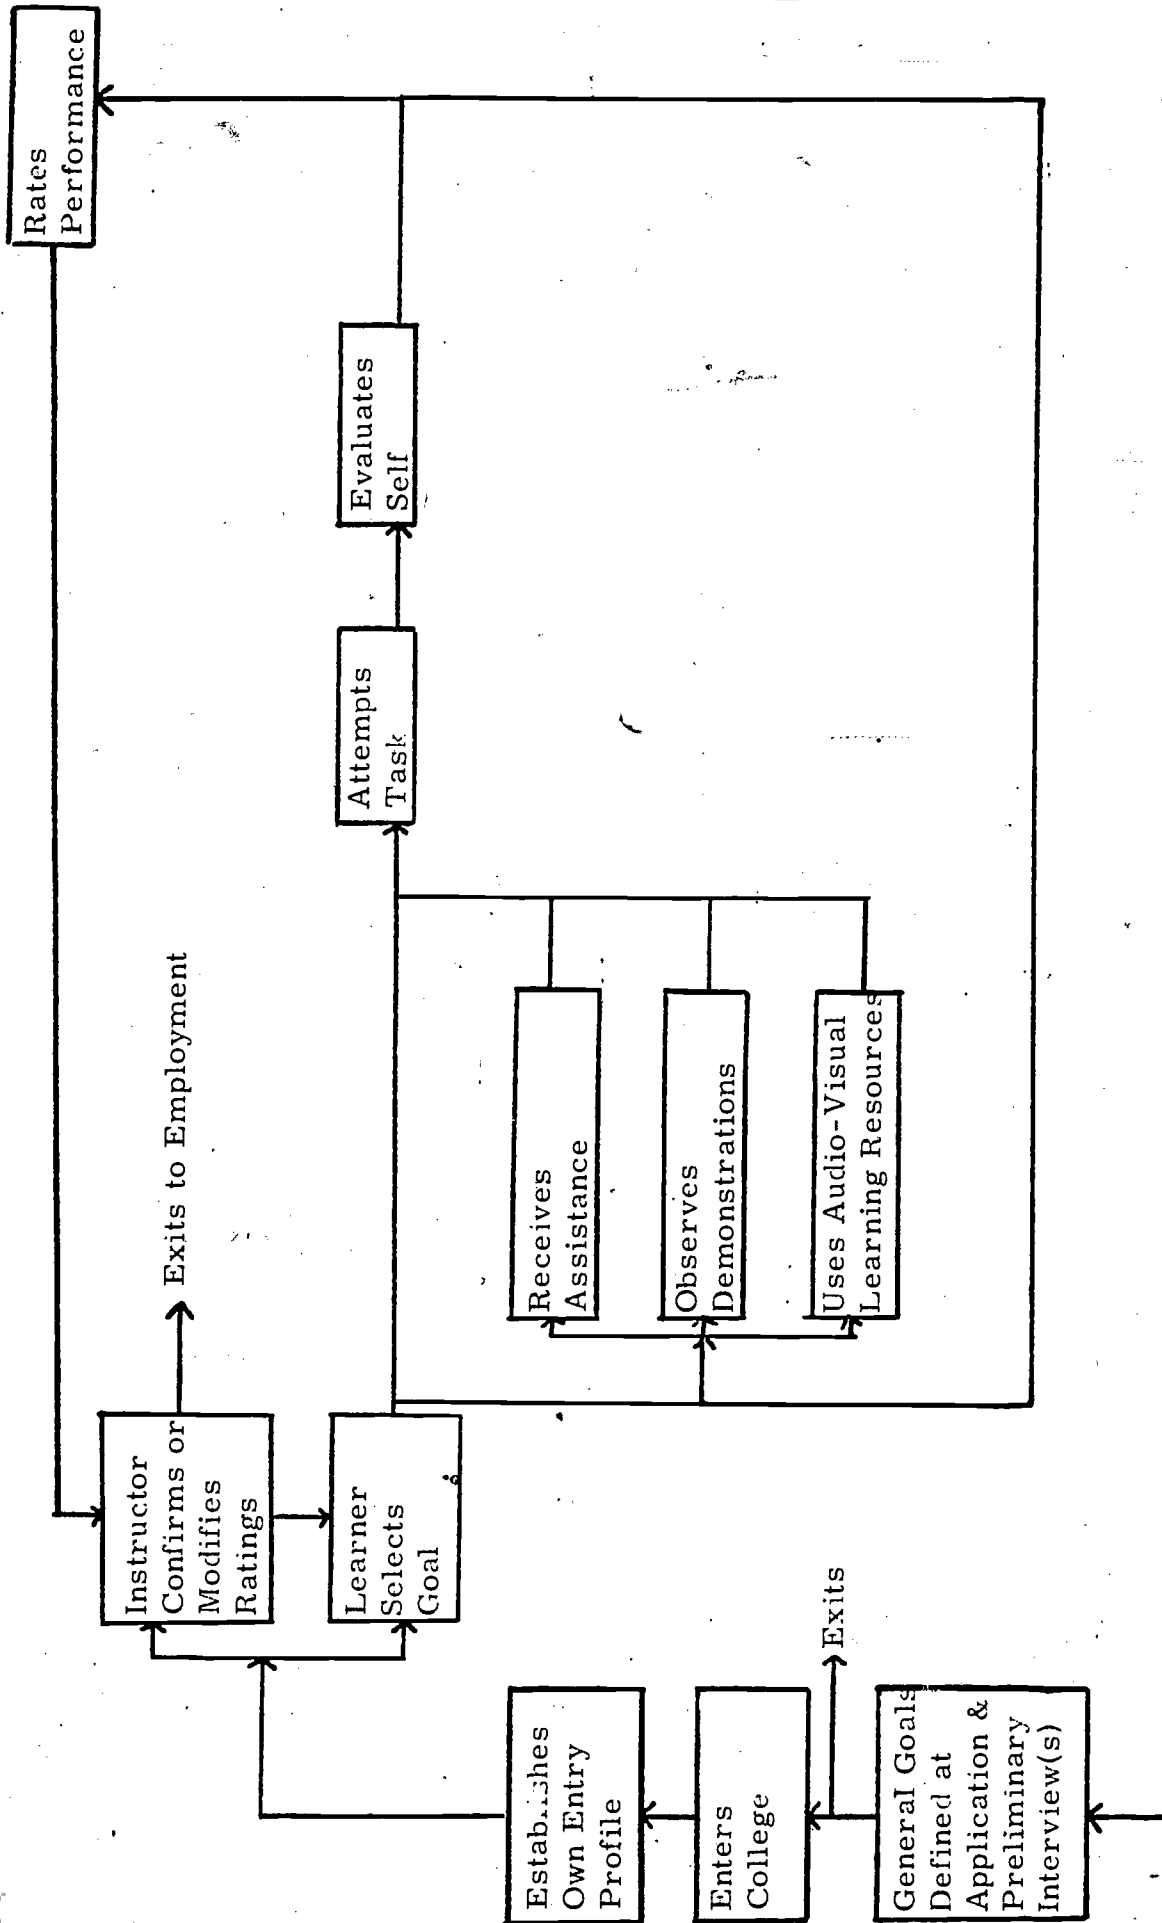 Rates
Performance
Exits to Employment
Instructor
Confirms or
Modifies
Ratings
Learner
Selects
Goal
Evaluates
Self
Attempts
Task
Receives
Assistance
Observes
Demonstrations
Uses Audio-Visual
Learning Resources
Establishes
Own Entry
Profile
Enters
College
Exits
General Goals
Defined at
Application &
Preliminary
Interview(s)